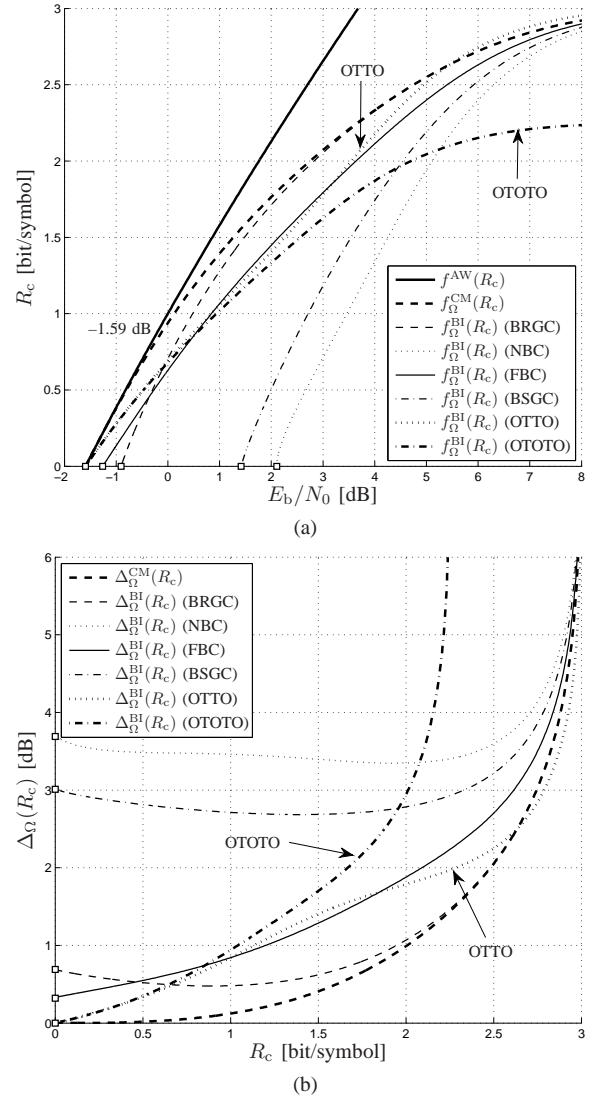 3
2.5
2
1.5
1
0.5
0
R_c [bit/symbol]
OTTO
OTOTO
–1.59 dB
f^AW(R_c)
f_Ω^CM(R_c)
f_Ω^BI(R_c) (BRGC)
f_Ω^BI(R_c) (NBC)
f_Ω^BI(R_c) (FBC)
f_Ω^BI(R_c) (BSGC)
f_Ω^BI(R_c) (OTTO)
f_Ω^BI(R_c) (OTOTO)
−2 −1 0 1 2 3 4 5 6 7 8
E_b/N_0 [dB]
(a)
6
5
4
3
2
1
0
Δ_Ω(R_c) [dB]
Δ_Ω^CM(R_c)
Δ_Ω^BI(R_c) (BRGC)
Δ_Ω^BI(R_c) (NBC)
Δ_Ω^BI(R_c) (FBC)
Δ_Ω^BI(R_c) (BSGC)
Δ_Ω^BI(R_c) (OTTO)
Δ_Ω^BI(R_c) (OTOTO)
OTOTO
OTTO
0 0.5 1 1.5 2 2.5 3
R_c [bit/symbol]
(b)